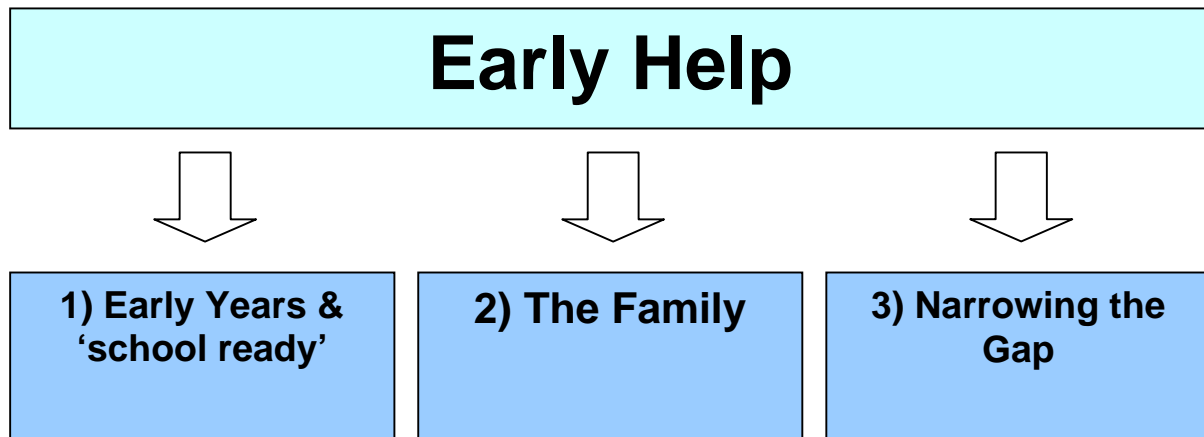 Early Help
1) Early Years &
‘school ready’
2) The Family
3) Narrowing the
Gap